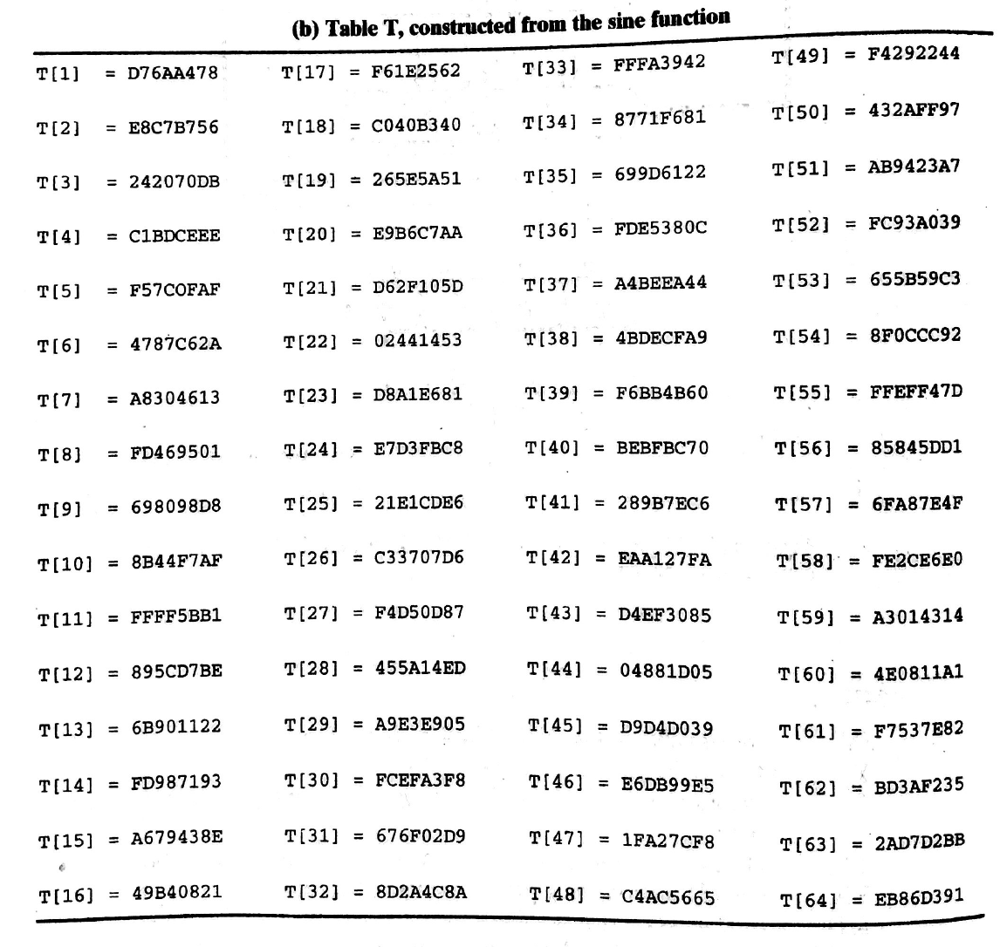 (b) Table T, constructed from the sine function
T[1] = D76AA478 T[17] = F61E2562 T[33] = FFFA3942 T[49] = F4292244
T[2] = E8C7B756 T[18] = C040B340 T[34] = 8771F681 T[50] = 432AFF97
T[3] = 242070DB T[19] = 265E5A51 T[35] = 699D6122 T[51] = AB9423A7
T[4] = C1BDCEEE T[20] = E9B6C7AA T[36] = FDE5380C T[52] = FC93A039
T[5] = F57COFAF T[21] = D62F105D T[37] = A4BEEA44 T[53] = 655B59C3
T[6] = 4787C62A T[22] = 02441453 T[38] = 4BDECFA9 T[54] = 8F0CCC92
T[7] = A8304613 T[23] = D8A1E681 T[39] = F6BB4B60 T[55] = FFEFF47D
T[8] = FD469501 T[24] = E7D3FBC8 T[40] = BEBFBC70 T[56] = 85845DD1
T[9] = 698098D8 T[25] = 21E1CDE6 T[41] = 289B7EC6 T[57] = 6FA87E4F
T[10] = 8B44F7AF T[26] = C33707D6 T[42] = EAA127FA T[58] = FE2CE6E0
T[11] = FFFF5BB1 T[27] = F4D50D87 T[43] = D4EF3085 T[59] = A3014314
T[12] = 895CD7BE T[28] = 455A14ED T[44] = 04881D05 T[60] = 4E0811A1
T[13] = 6B901122 T[29] = A9E3E905 T[45] = D9D4D039 T[61] = F7537E82
T[14] = FD987193 T[30] = FCEFA3F8 T[46] = E6DB99E5 T[62] = BD3AF235
T[15] = A679438E T[31] = 676F02D9 T[47] = 1FA27CF8 T[63] = 2AD7D2BB
T[16] = 49B40821 T[32] = 8D2A4C8A T[48] = C4AC5665 T[64] = EB86D391